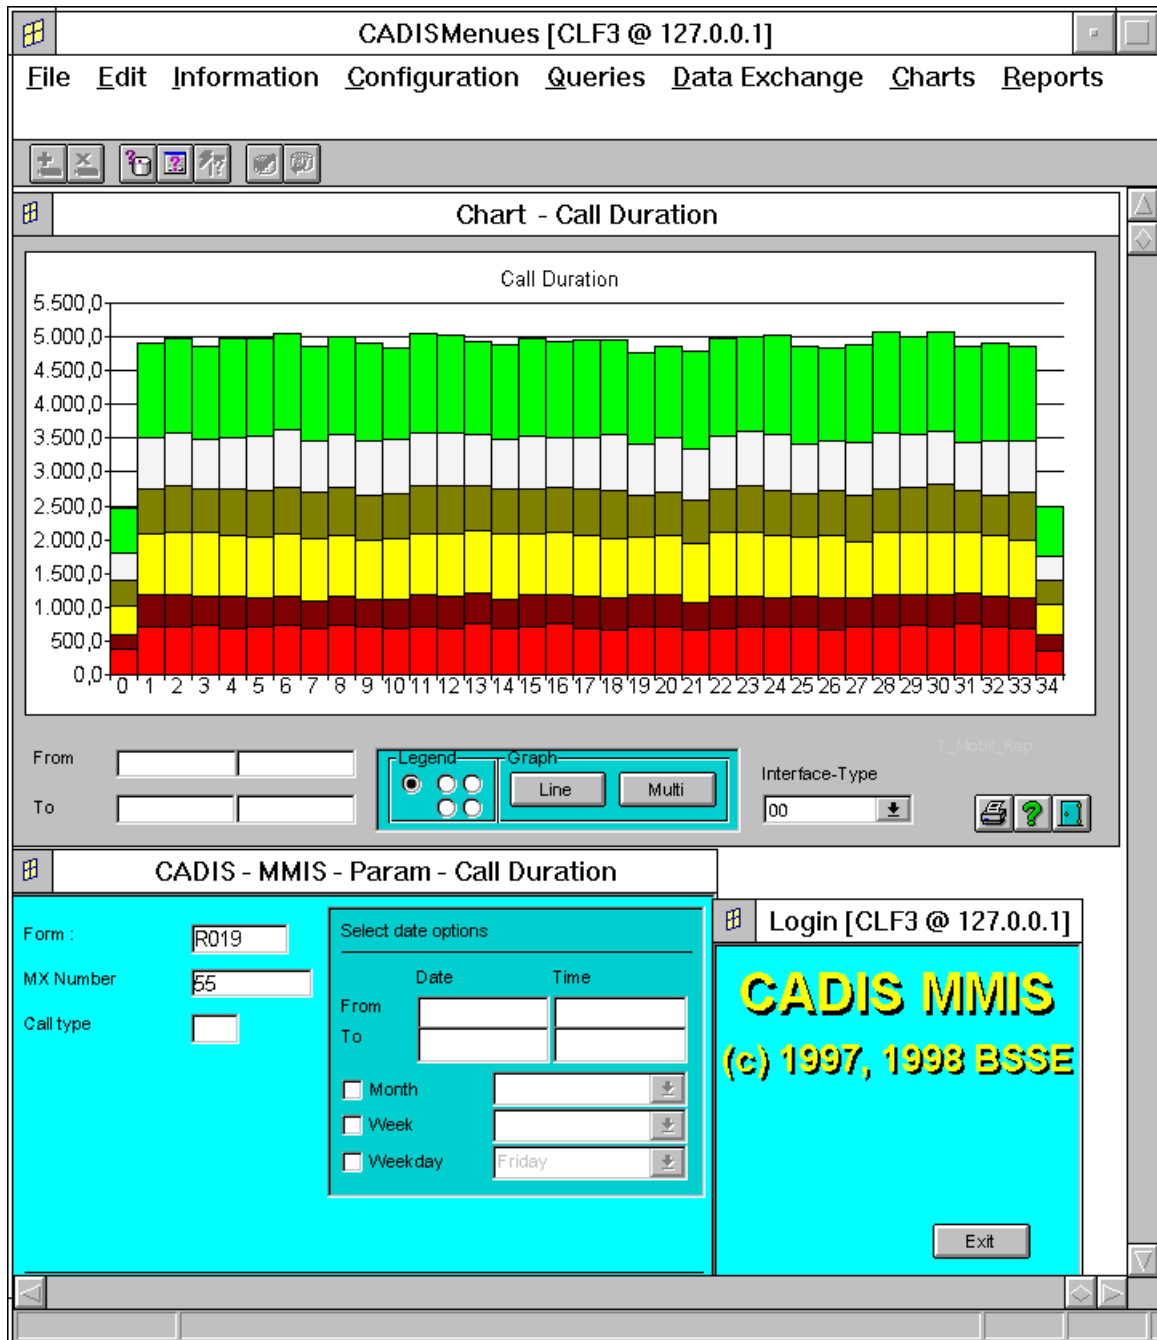 CADISMenues [CLF3 @ 127.0.0.1]
File Edit Information Configuration Queries Data Exchange Charts Reports
Chart - Call Duration
Call Duration
5.500,0
5.000,0
4.500,0
4.000,0
3.500,0
3.000,0
2.500,0
2.000,0
1.500,0
1.000,0
500,0
0,0
0 1 2 3 4 5 6 7 8 9 10 11 12 13 14 15 16 17 18 19 20 21 22 23 24 25 26 27 28 29 30 31 32 33 34
T_Mobil_Rep
From
To
Legend
Graph
Line Multi
Interface-Type
00
CADIS - MMIS - Param - Call Duration
Form : R019
MX Number 55
Call type
Select date options
Date Time
From
To
Month
Week
Weekday Friday
Login [CLF3 @ 127.0.0.1]
CADIS MMIS
(c) 1997, 1998 BSSE
Exit